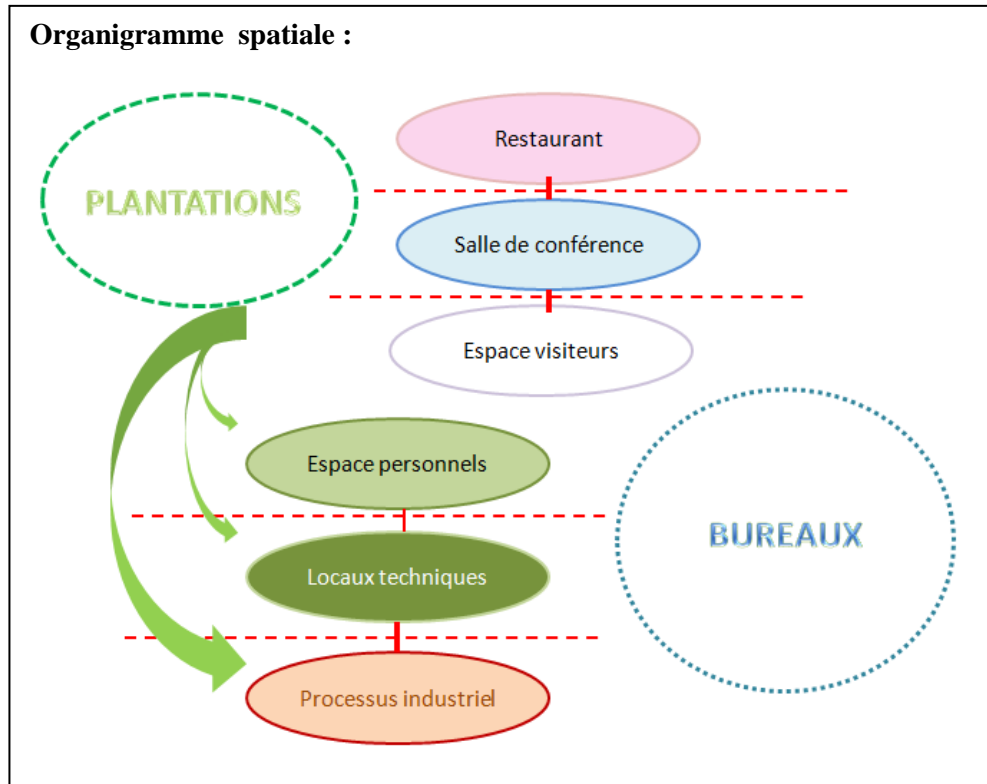 Organigramme spatiale :
Restaurant
PLANTATIONS
Salle de conférence
Espace visiteurs
Espace personnels
BUREAUX
Locaux techniques
Processus industriel